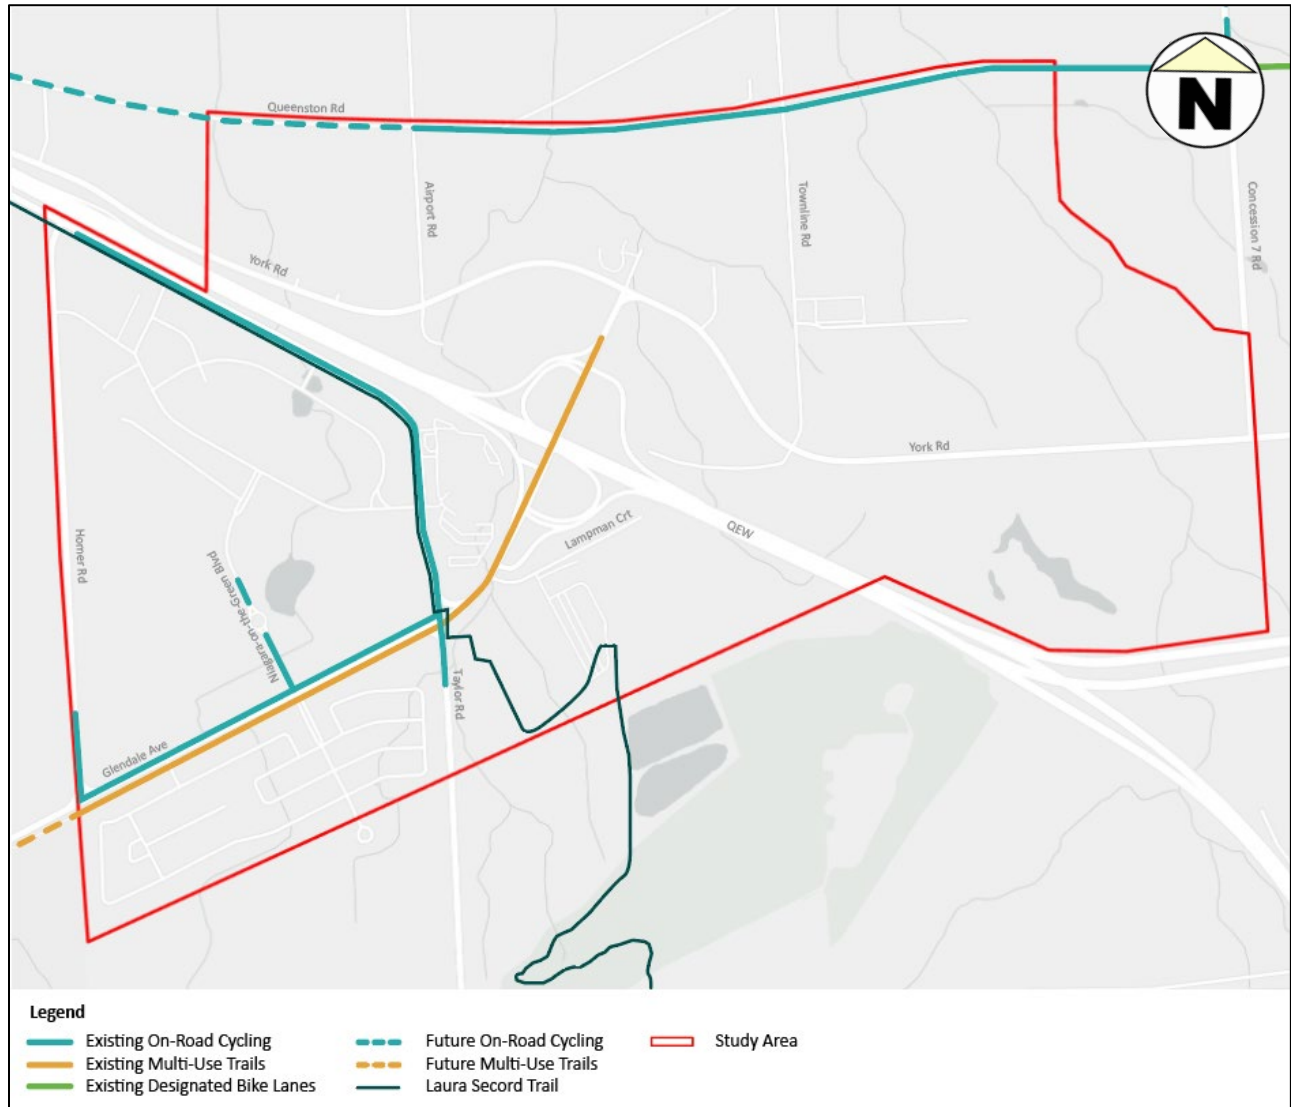 Queenston Rd
N
Airport Rd
Townline Rd
Concession 7 Rd
York Rd
York Rd
QEW
Lampman Crt
Homer Rd
Niagara-on-the-Green Blvd
Taylor Rd
Glendale Ave
Legend
Existing On-Road Cycling
Future On-Road Cycling
Study Area
Existing Multi-Use Trails
Future Multi-Use Trails
Existing Designated Bike Lanes
Laura Secord Trail